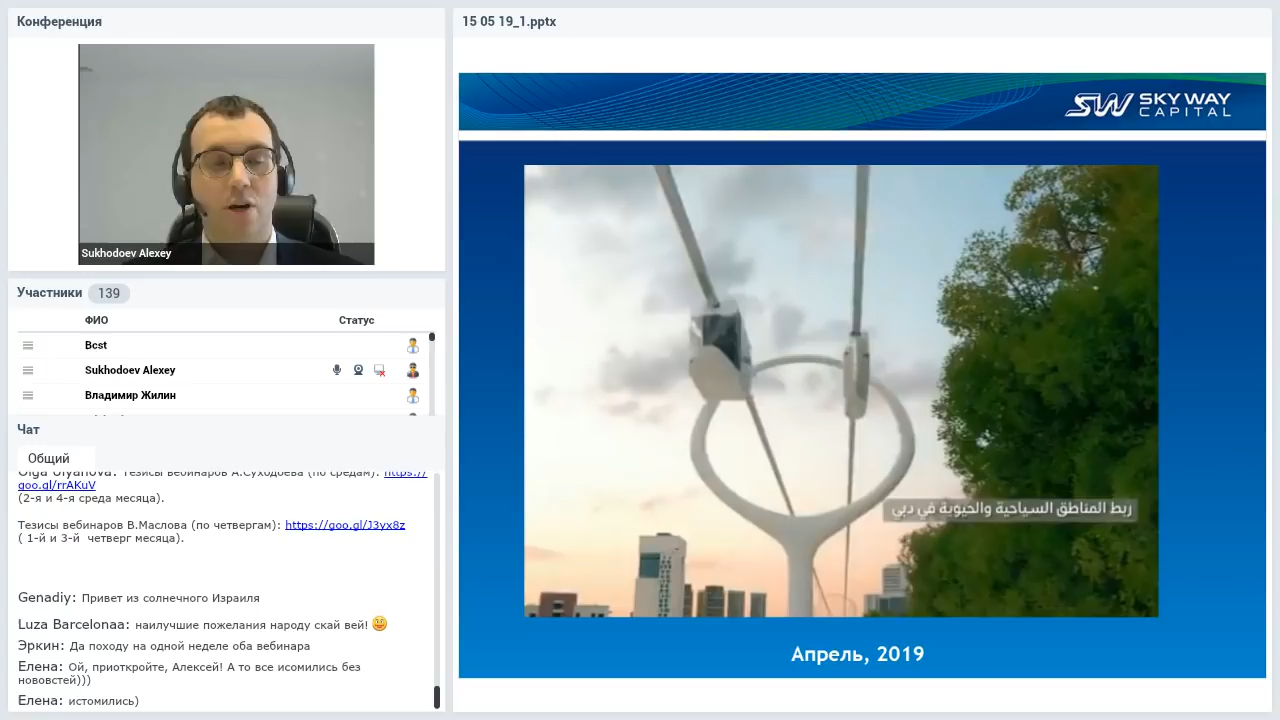 Конференция
Sukhodoev Alexey
Участники 139
ФИО Статус
Bcst
Sukhodoev Alexey
Владимир Жилин
Чат
Общий
Olga Ulyanova: Тезисы вебинаров А.Суходоева (по средам): https://
goo.gl/rrAKuV
(2-я и 4-я среда месяца).
Тезисы вебинаров В.Маслова (по четвергам): https://goo.gl/J3yx8z
( 1-й и 3-й четверг месяца).
Genadiy: Привет из солнечного Израиля
Luza Barcelonaa: наилучшие пожелания народу скай вей!
Эркин: Да походу на одной неделе оба вебинара
Елена: Ой, приоткройте, Алексей! А то все исомились без
нововстей)))
Елена: истомились)
15 05 19_1.pptx
SW SKY WAY
CAPITAL
ربط المناطق السياحية والحيوية في دبي
Апрель, 2019